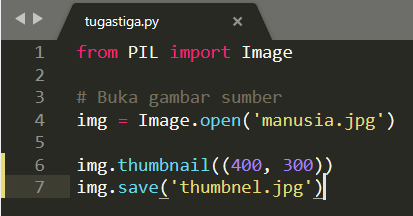 tugastiga.py ×
1 from PIL import Image
2
3 # Buka gambar sumber
4 img = Image.open('manusia.jpg')
5
6 img.thumbnail((400, 300))
7 img.save('thumbnel.jpg')